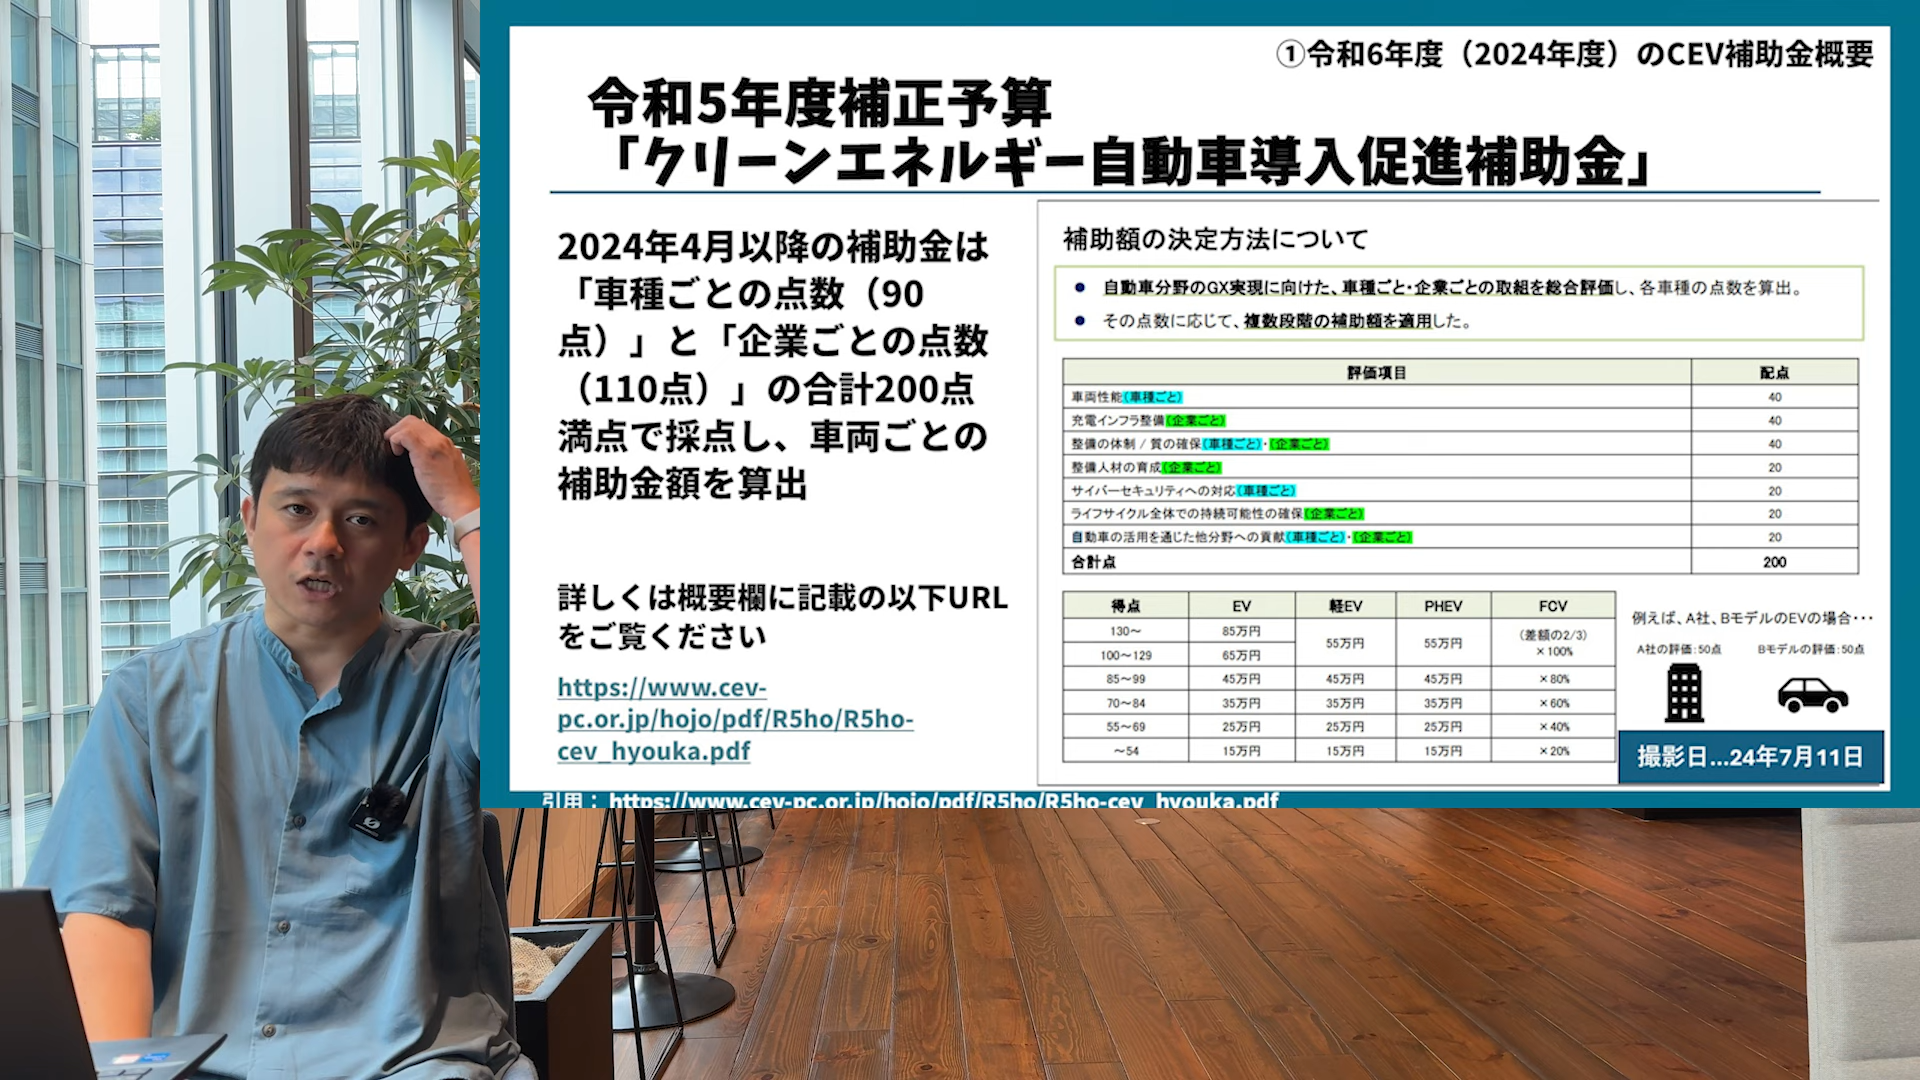 ①令和6年度（2024年度）のCEV補助金概要
令和5年度補正予算
「クリーンエネルギー自動車導入促進補助金」
2024年4月以降の補助金は
「車種ごとの点数（90
点）」と「企業ごとの点数
（110点）」の合計200点
満点で採点し、車両ごとの
補助金額を算出
詳しくは概要欄に記載の以下URL
をご覧ください
https://www.cev-
pc.or.jp/hojo/pdf/R5ho/R5ho-
cev_hyouka.pdf
補助額の決定方法について
● 自動車分野のGX実現に向けた、車種ごと・企業ごとの取組を総合評価し、各車種の点数を算出。
● その点数に応じて、複数段階の補助額を適用した。
評価項目 配点
車両性能(車種ごと) 40
充電インフラ整備(企業ごと) 40
整備の体制 / 質の確保(車種ごと)・(企業ごと) 40
整備人材の育成(企業ごと) 20
サイバーセキュリティへの対応(車種ごと) 20
ライフサイクル全体での持続可能性の確保(企業ごと) 20
自動車の活用を通じた他分野への貢献(車種ごと)・(企業ごと) 20
合計点 200
得点 EV 軽EV PHEV FCV
130～ 85万円 55万円 55万円 (差額の2/3) ×100%
100～129 65万円
85～99 45万円 45万円 45万円 ×80%
70～84 35万円 35万円 35万円 ×60%
55～69 25万円 25万円 25万円 ×40%
～54 15万円 15万円 15万円 ×20%
例えば、A社、BモデルのEVの場合・・・
A社の評価：50点 Bモデルの評価：50点
撮影日…24年7月11日
引用： https://www.cev-pc.or.jp/hojo/pdf/R5ho/R5ho-cev_hyouka.pdf